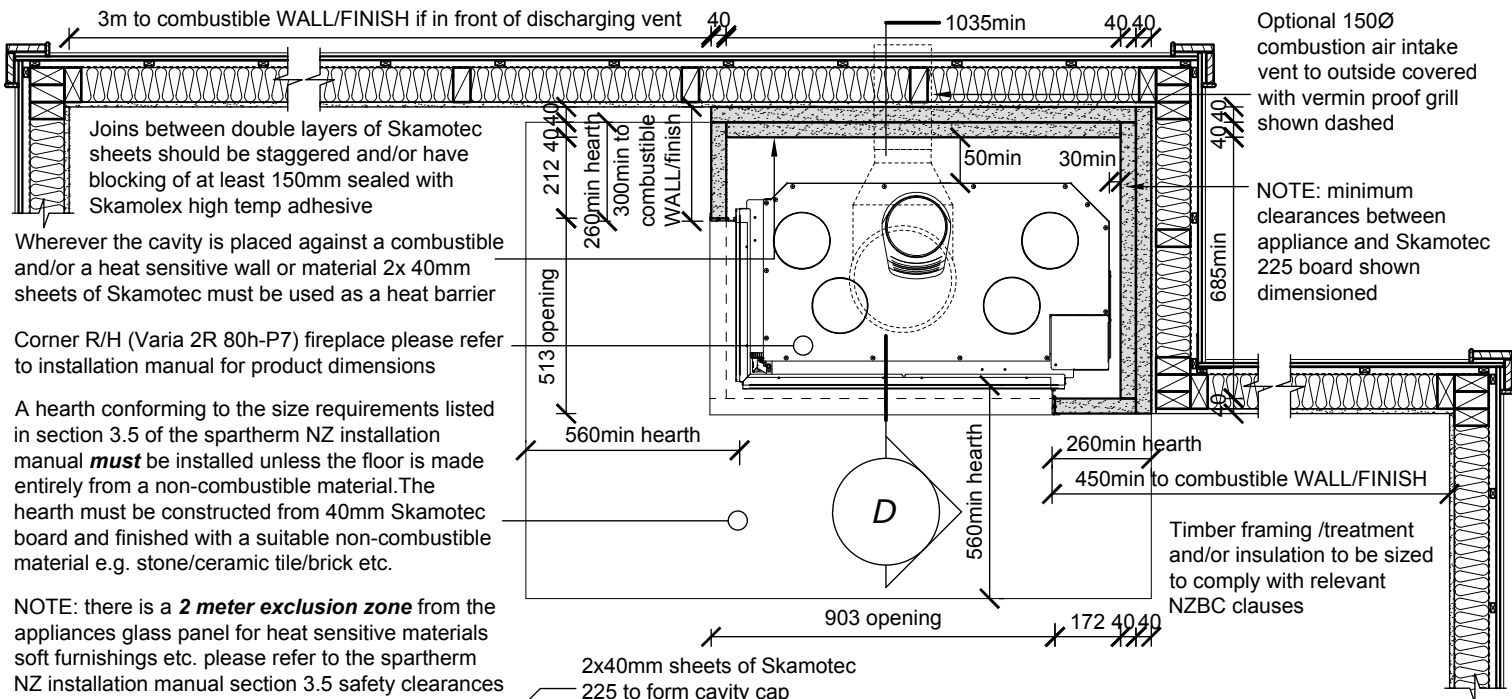 3m to combustible WALL/FINISH if in front of discharging vent
40
1035min
40
40
Optional 150Ø
combustion air intake
vent to outside covered
with vermin proof grill
shown dashed
Joins between double layers of Skamotec
sheets should be staggered and/or have
blocking of at least 150mm sealed with
Skamolex high temp adhesive
212
40
40
260min hearth
300min to
combustible
WALL/finish
50min
30min
40
40
685min
NOTE: minimum
clearances between
appliance and Skamotec
225 board shown
dimensioned
Wherever the cavity is placed against a combustible
and/or a heat sensitive wall or material 2x 40mm
sheets of Skamotec must be used as a heat barrier
Corner R/H (Varia 2R 80h-P7) fireplace please refer
to installation manual for product dimensions
513 opening
A hearth conforming to the size requirements listed
in section 3.5 of the spartherm NZ installation
manual must be installed unless the floor is made
entirely from a non-combustible material.The
hearth must be constructed from 40mm Skamotec
board and finished with a suitable non-combustible
material e.g. stone/ceramic tile/brick etc.
560min hearth
D
560min hearth
260min hearth
450min to combustible WALL/FINISH
Timber framing /treatment
and/or insulation to be sized
to comply with relevant
NZBC clauses
NOTE: there is a 2 meter exclusion zone from the
appliances glass panel for heat sensitive materials
soft furnishings etc. please refer to the spartherm
NZ installation manual section 3.5 safety clearances
903 opening
172
40
40
2x40mm sheets of Skamotec
225 to form cavity cap